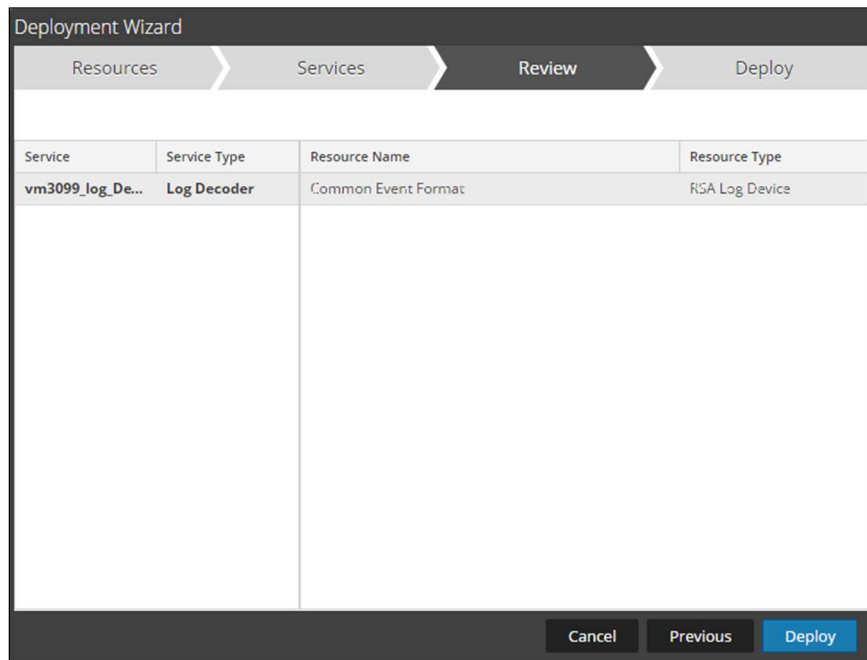 Deployment Wizard
Resources Services Review Deploy
Service Service Type Resource Name Resource Type
vm3099_log_De... Log Decoder Common Event Format RSA Log Device
Cancel Previous Deploy